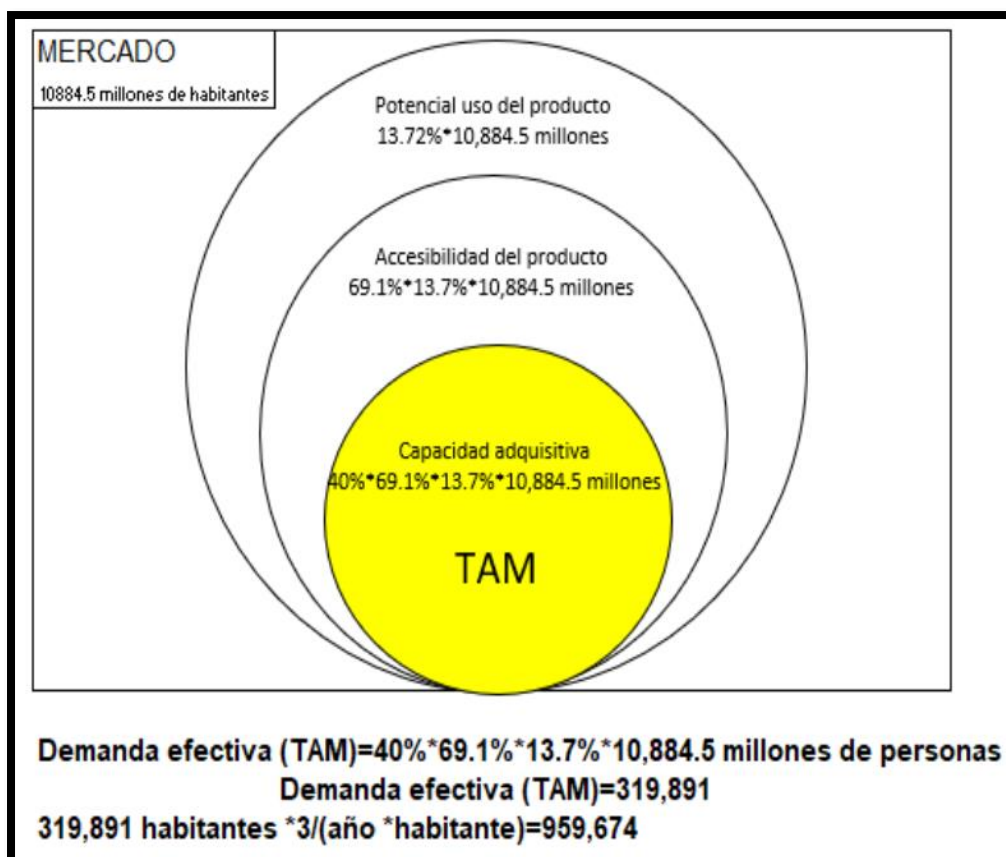 MERCADO
10884.5 millones de habitantes
Potencial uso del producto
13.72%*10,884.5 millones
Accesibilidad del producto
69.1%*13.7%*10,884.5 millones
Capacidad adquisitiva
40%*69.1%*13.7%*10,884.5 millones
TAM
Demanda efectiva (TAM)=40%*69.1%*13.7%*10,884.5 millones de personas
Demanda efectiva (TAM)=319,891
319,891 habitantes *3/(año *habitante)=959,674